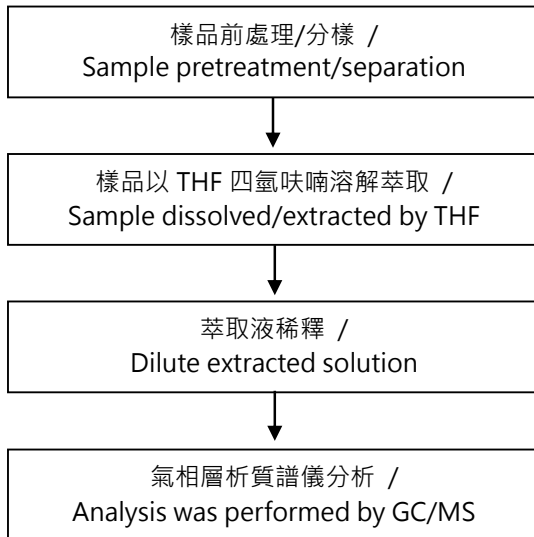 樣品前處理/分樣 /
Sample pretreatment/separation
樣品以 THF 四氫呋喃溶解萃取 /
Sample dissolved/extracted by THF
萃取液稀釋 /
Dilute extracted solution
氣相層析質譜儀分析 /
Analysis was performed by GC/MS